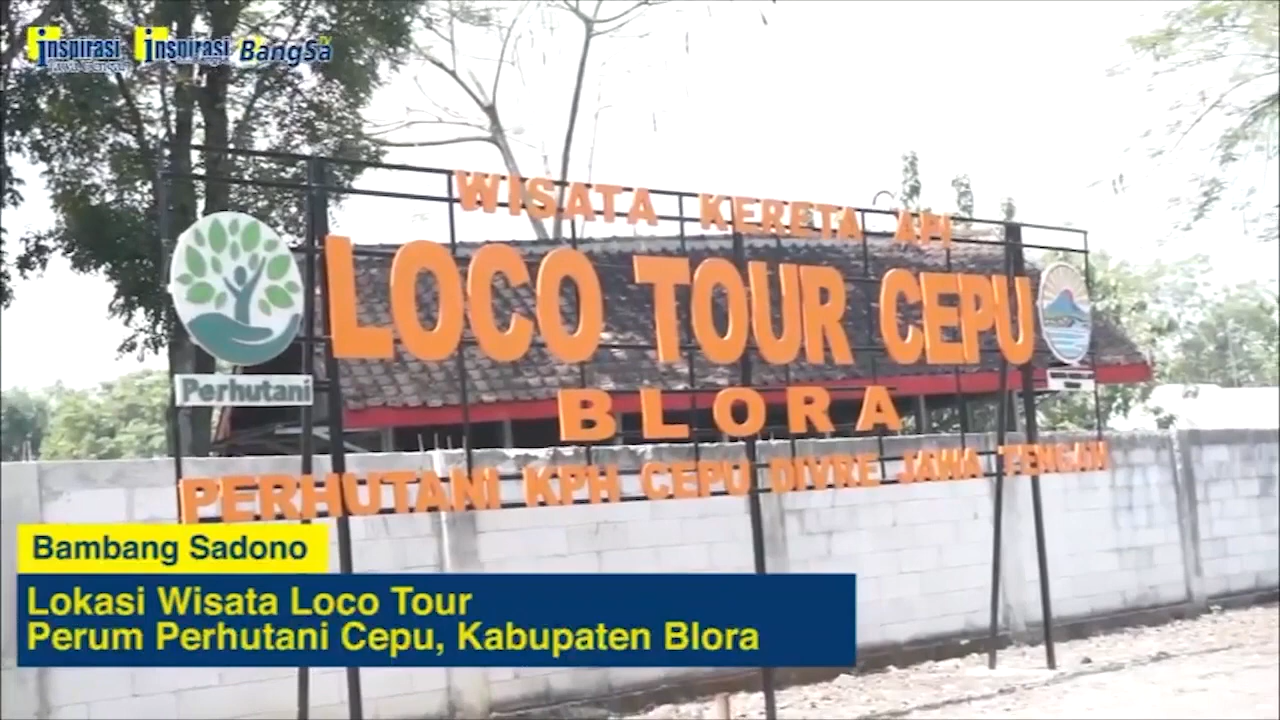 inspirasi inspirasi BangSa
WISATA KERETA API
LOCO TOUR CEPU
BLORA
Perhutani
PERHUTANI KPH CEPU DIVRE JAWA TENGAH
Bambang Sadono
Lokasi Wisata Loco Tour
Perum Perhutani Cepu, Kabupaten Blora